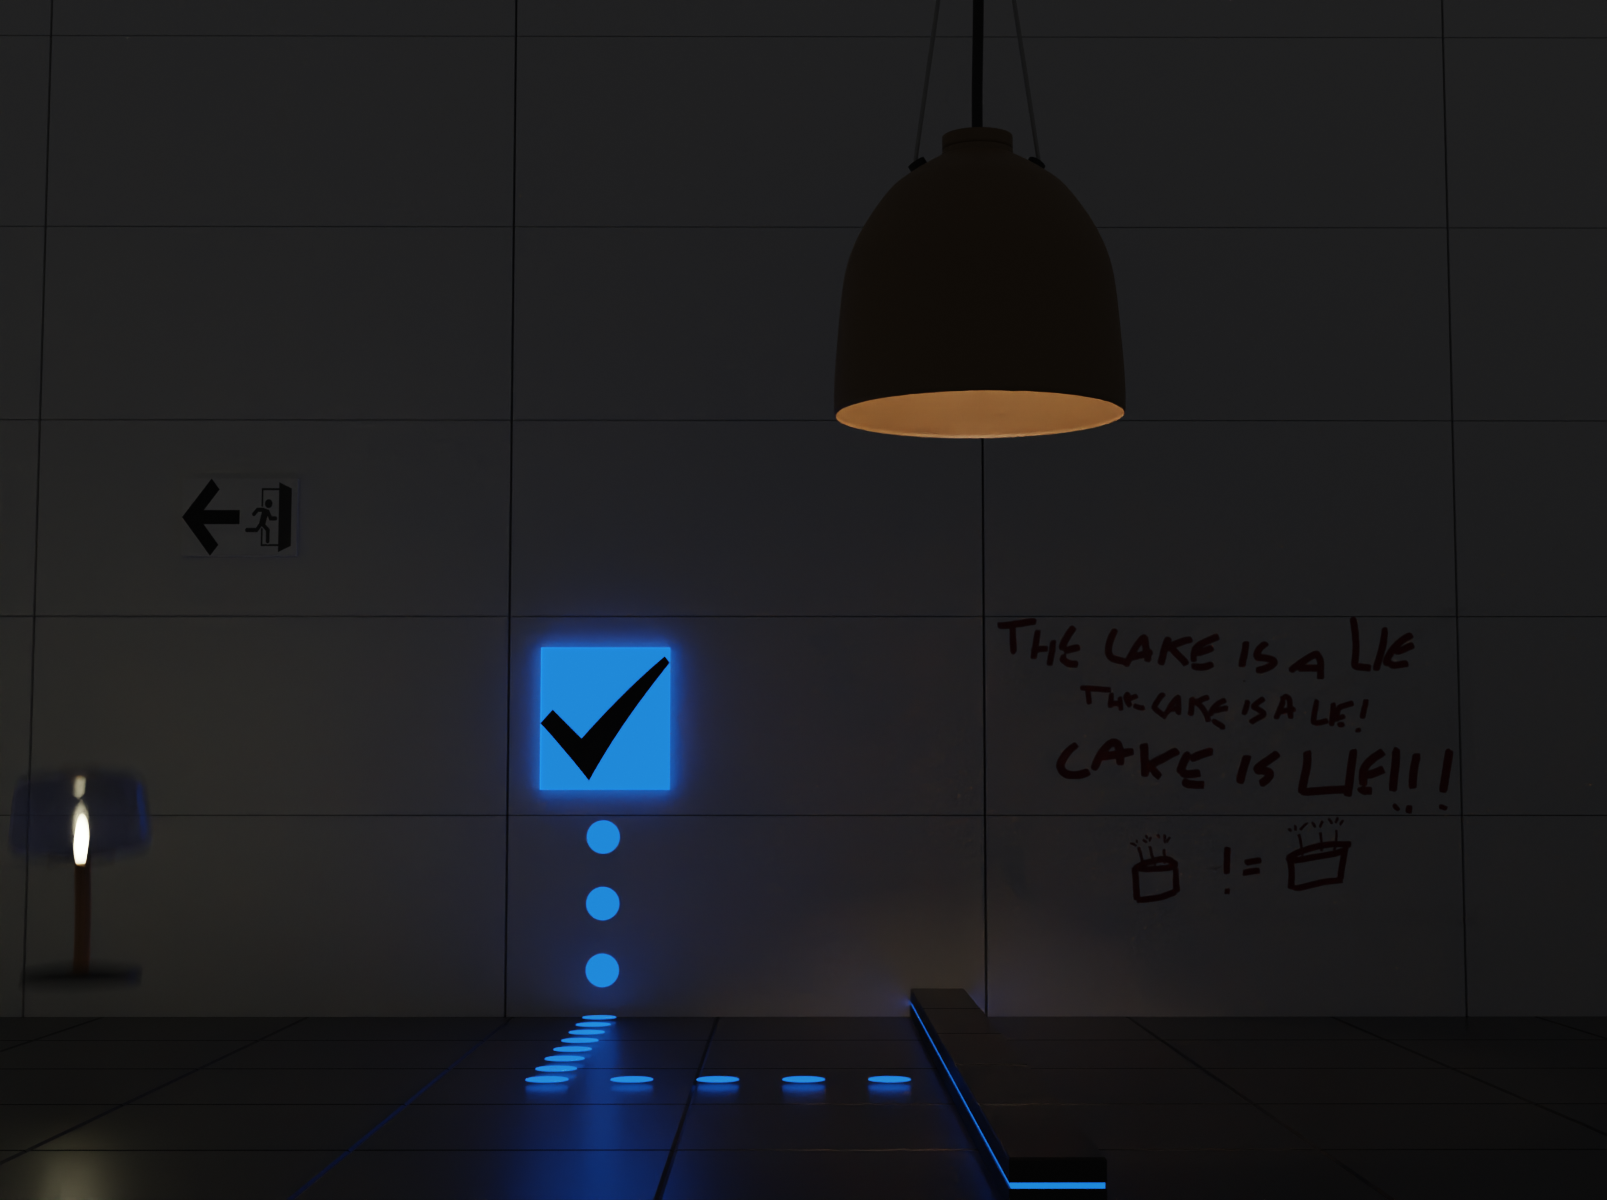 THE CAKE IS A LIE
THE CAKE IS A LIE!
CAKE IS LIE!!!
!=